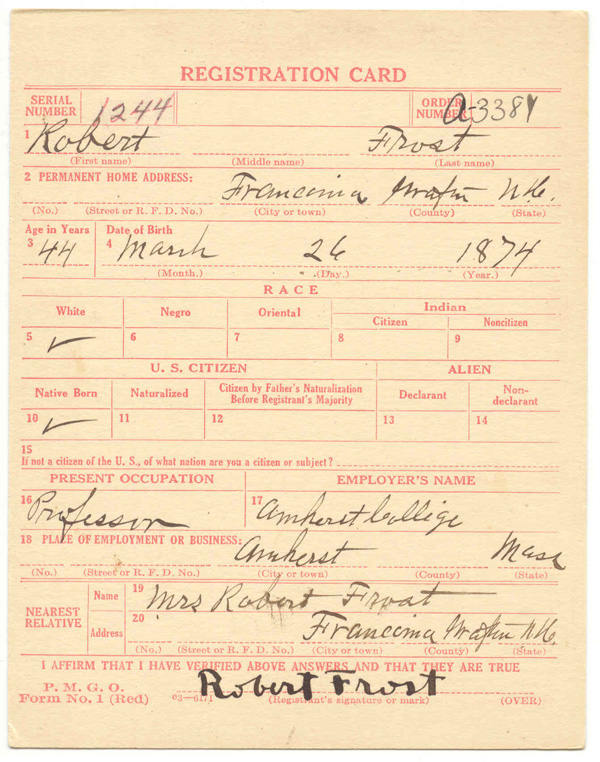 REGISTRATION CARD
SERIAL NUMBER 1244 ORDER NUMBER A-3384
1 Robert Frost
(First name) (Middle name) (Last name)
2 PERMANENT HOME ADDRESS: Franconia Grafton N.H.
(No.) (Street or R. F. D. No.) (City or town) (County) (State)
Age in Years Date of Birth
3 44 4 March 26 1874
(Month.) (Day.) (Year.)
RACE
White Negro Oriental Indian
Citizen Noncitizen
5 ✓ 6 7 8 9
U. S. CITIZEN ALIEN
Native Born Naturalized Citizen by Father's Naturalization Before Registrant's Majority Declarant Non-declarant
10 ✓ 11 12 13 14
15
If not a citizen of the U. S., of what nation are you a citizen or subject?
PRESENT OCCUPATION EMPLOYER'S NAME
16 Professor 17 Amherst College
18 PLACE OF EMPLOYMENT OR BUSINESS: Amherst Mass
(No.) (Street or R. F. D. No.) (City or town) (County) (State)
NEAREST RELATIVE Name 19 Mrs Robert Frost
Address 20 Franconia Grafton N.H.
(No.) (Street or R. F. D. No.) (City or town) (County) (State)
I AFFIRM THAT I HAVE VERIFIED ABOVE ANSWERS AND THAT THEY ARE TRUE
P. M. G. O.
Form No. 1 (Red) 03—6171 Robert Frost
(Registrant's signature or mark) (OVER)